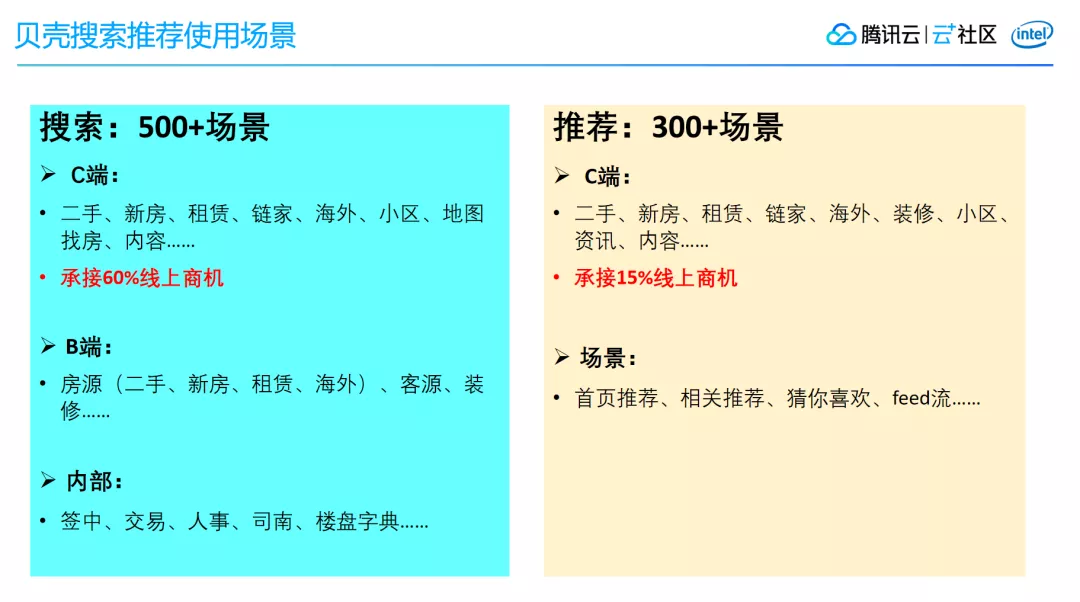 贝壳搜索推荐使用场景
腾讯云 | 云+社区 intel
搜索：500+场景
➢ C端：
• 二手、新房、租赁、链家、海外、小区、地图
找房、内容……
• 承接60%线上商机
➢ B端：
• 房源（二手、新房、租赁、海外）、客源、装
修……
➢ 内部：
• 签中、交易、人事、司南、楼盘字典……
推荐：300+场景
➢ C端：
• 二手、新房、租赁、链家、海外、装修、小区、
资讯、内容……
• 承接15%线上商机
➢ 场景：
• 首页推荐、相关推荐、猜你喜欢、feed流……